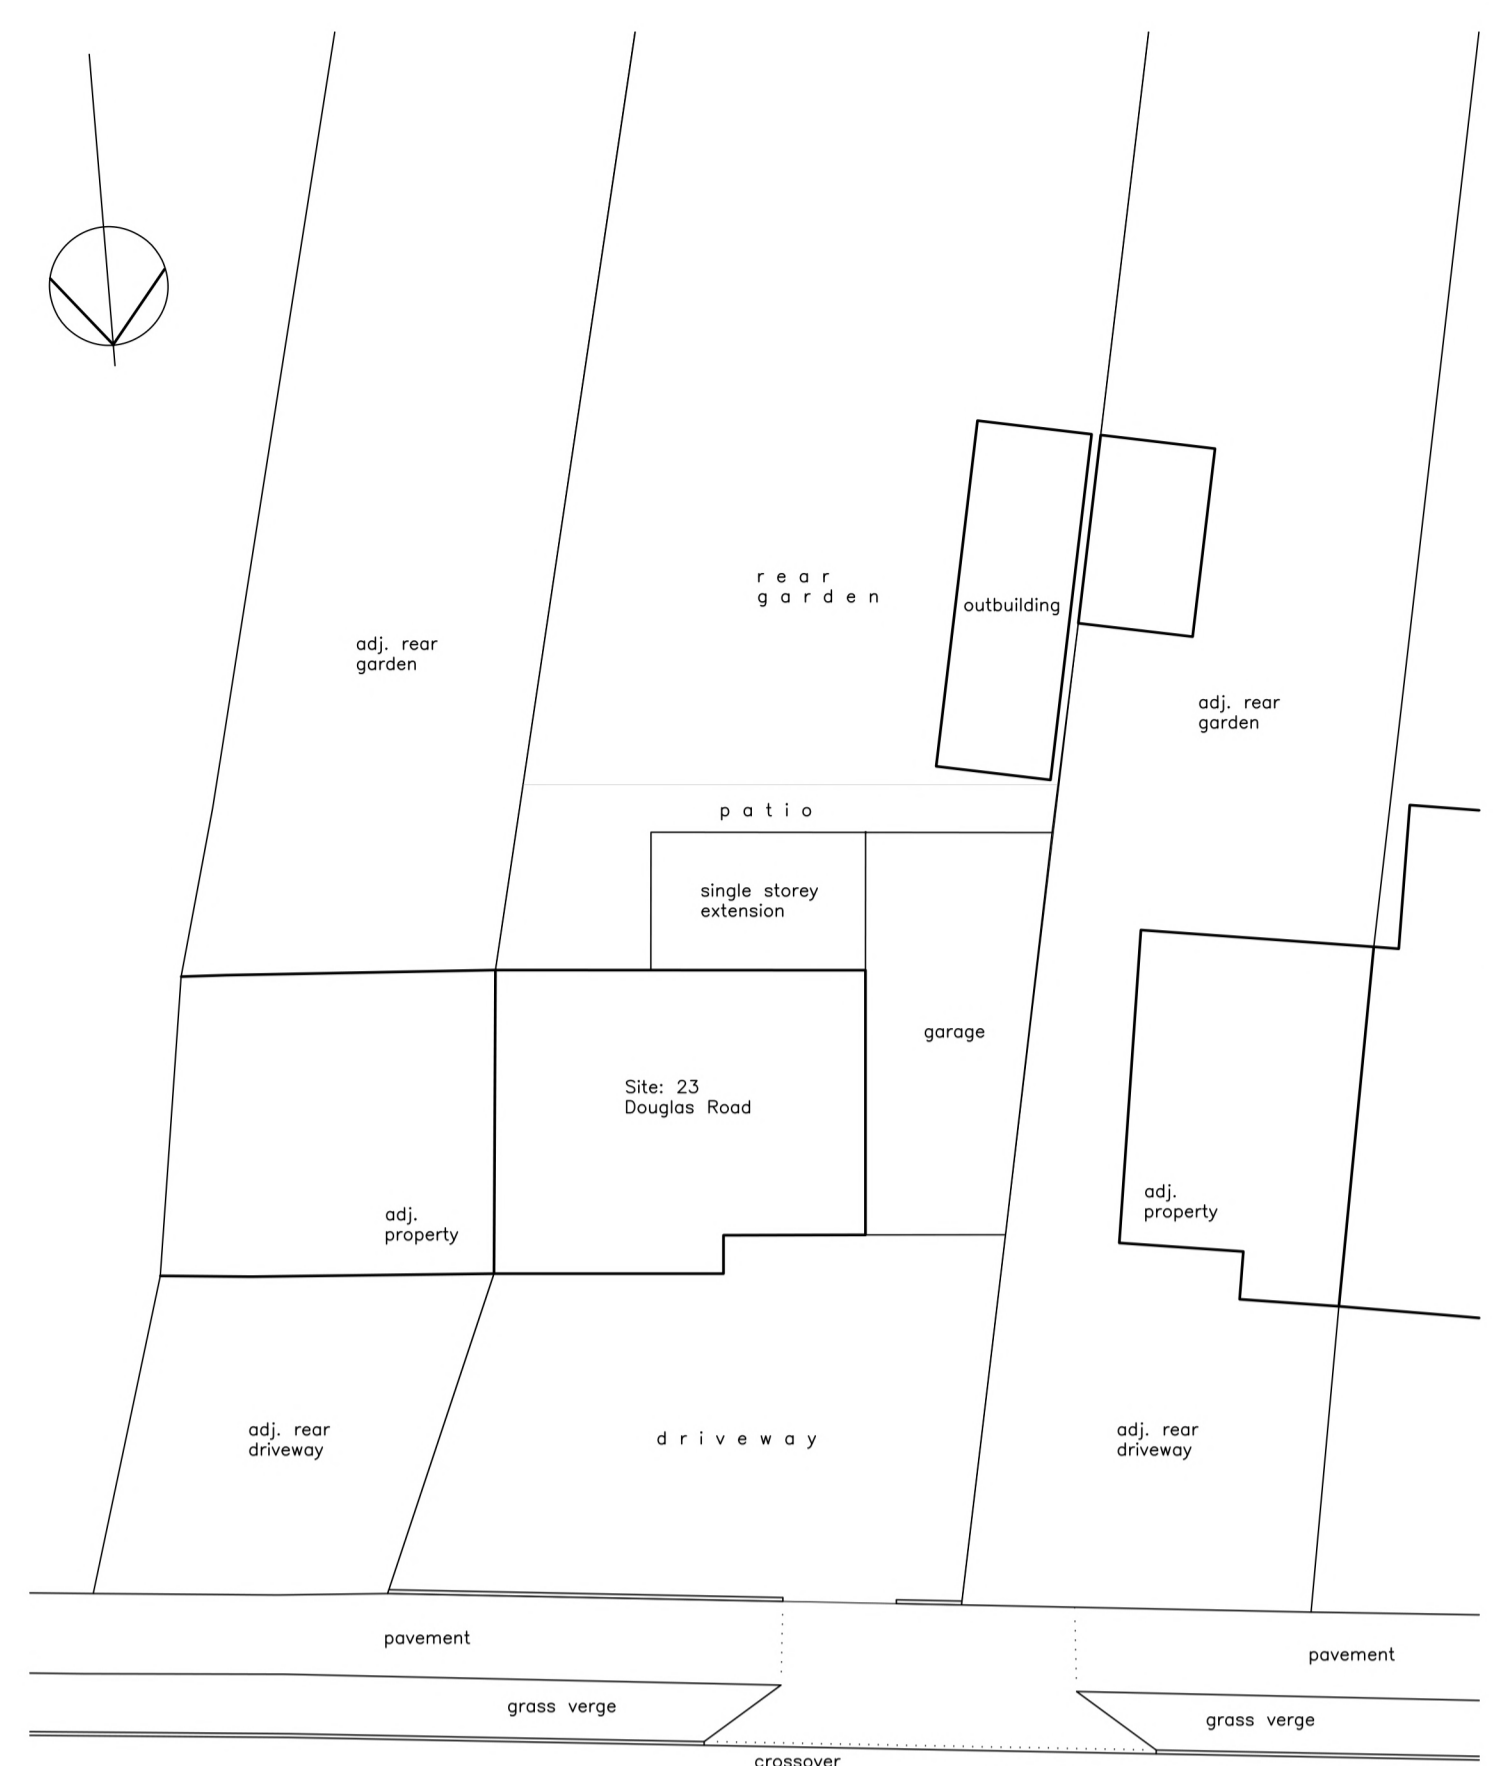 r e a r
g a r d e n
outbuilding
adj. rear
garden
adj. rear
garden
p a t i o
single storey
extension
garage
Site: 23
Douglas Road
adj.
property
adj.
property
adj. rear
driveway
d r i v e w a y
adj. rear
driveway
pavement
pavement
grass verge
grass verge
crossover